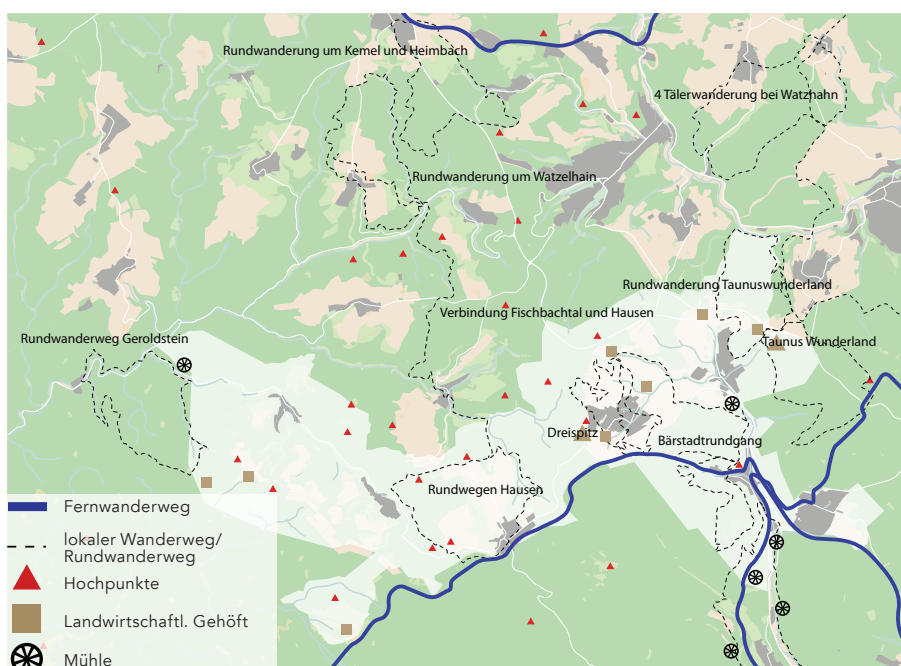 Rundwanderung um Kemel und Heimbach
4 Tälerwanderung bei Watzhahn
Rundwanderung um Watzelhain
Rundwanderung Taunuswunderland
Verbindung Fischbachtal und Hausen
Rundwanderweg Geroldstein
Taunus Wunderland
Dreispitz
Bärstadtrundgang
Rundwegen Hausen
Fernwanderweg
lokaler Wanderweg/
Rundwanderweg
Hochpunkte
Landwirtschaftl. Gehöft
Mühle